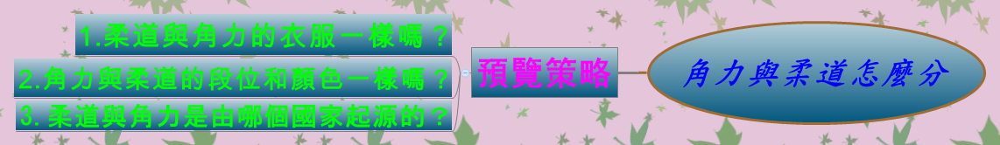 1.柔道與角力的衣服一樣嗎？
2.角力與柔道的段位和顏色一樣嗎？
3. 柔道與角力是由哪個國家起源的？
預覽策略
角力與柔道怎麼分